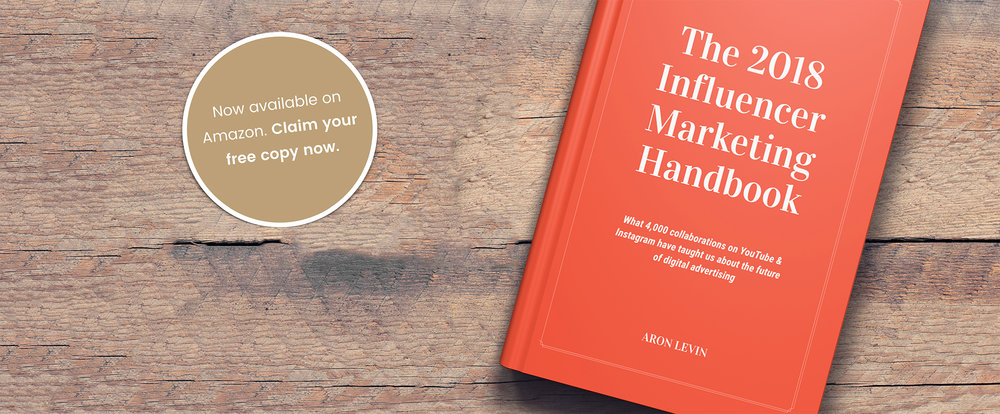 Now available on
Amazon. Claim your
free copy now.
The 2018
Influencer
Marketing
Handbook
What 4,000 collaborations on YouTube &
Instagram have taught us about the future
of digital advertising
ARON LEVIN